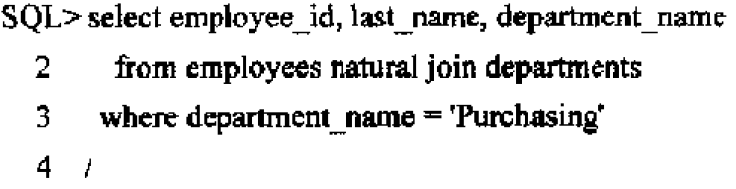 SQL> select employee_id, last_name, department_name
2 from employees natural join departments
3 where department_name = 'Purchasing'
4 /